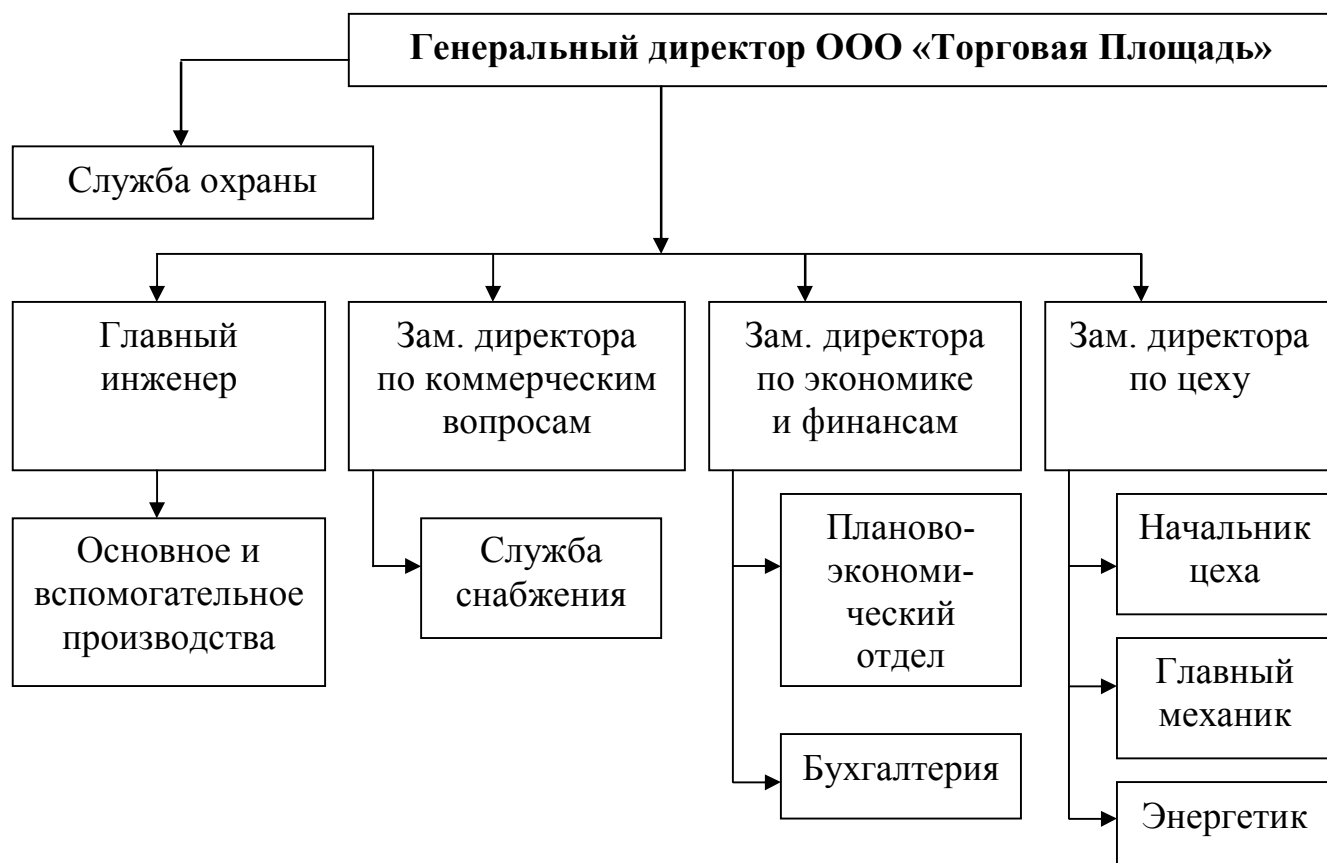 Генеральный директор ООО «Торговая Площадь»
Служба охраны
Главный
инженер
Зам. директора
по коммерческим
вопросам
Зам. директора
по экономике
и финансам
Зам. директора
по цеху
Основное и
вспомогательное
производства
Служба
снабжения
Планово-
экономи-
ческий
отдел
Бухгалтерия
Начальник
цеха
Главный
механик
Энергетик